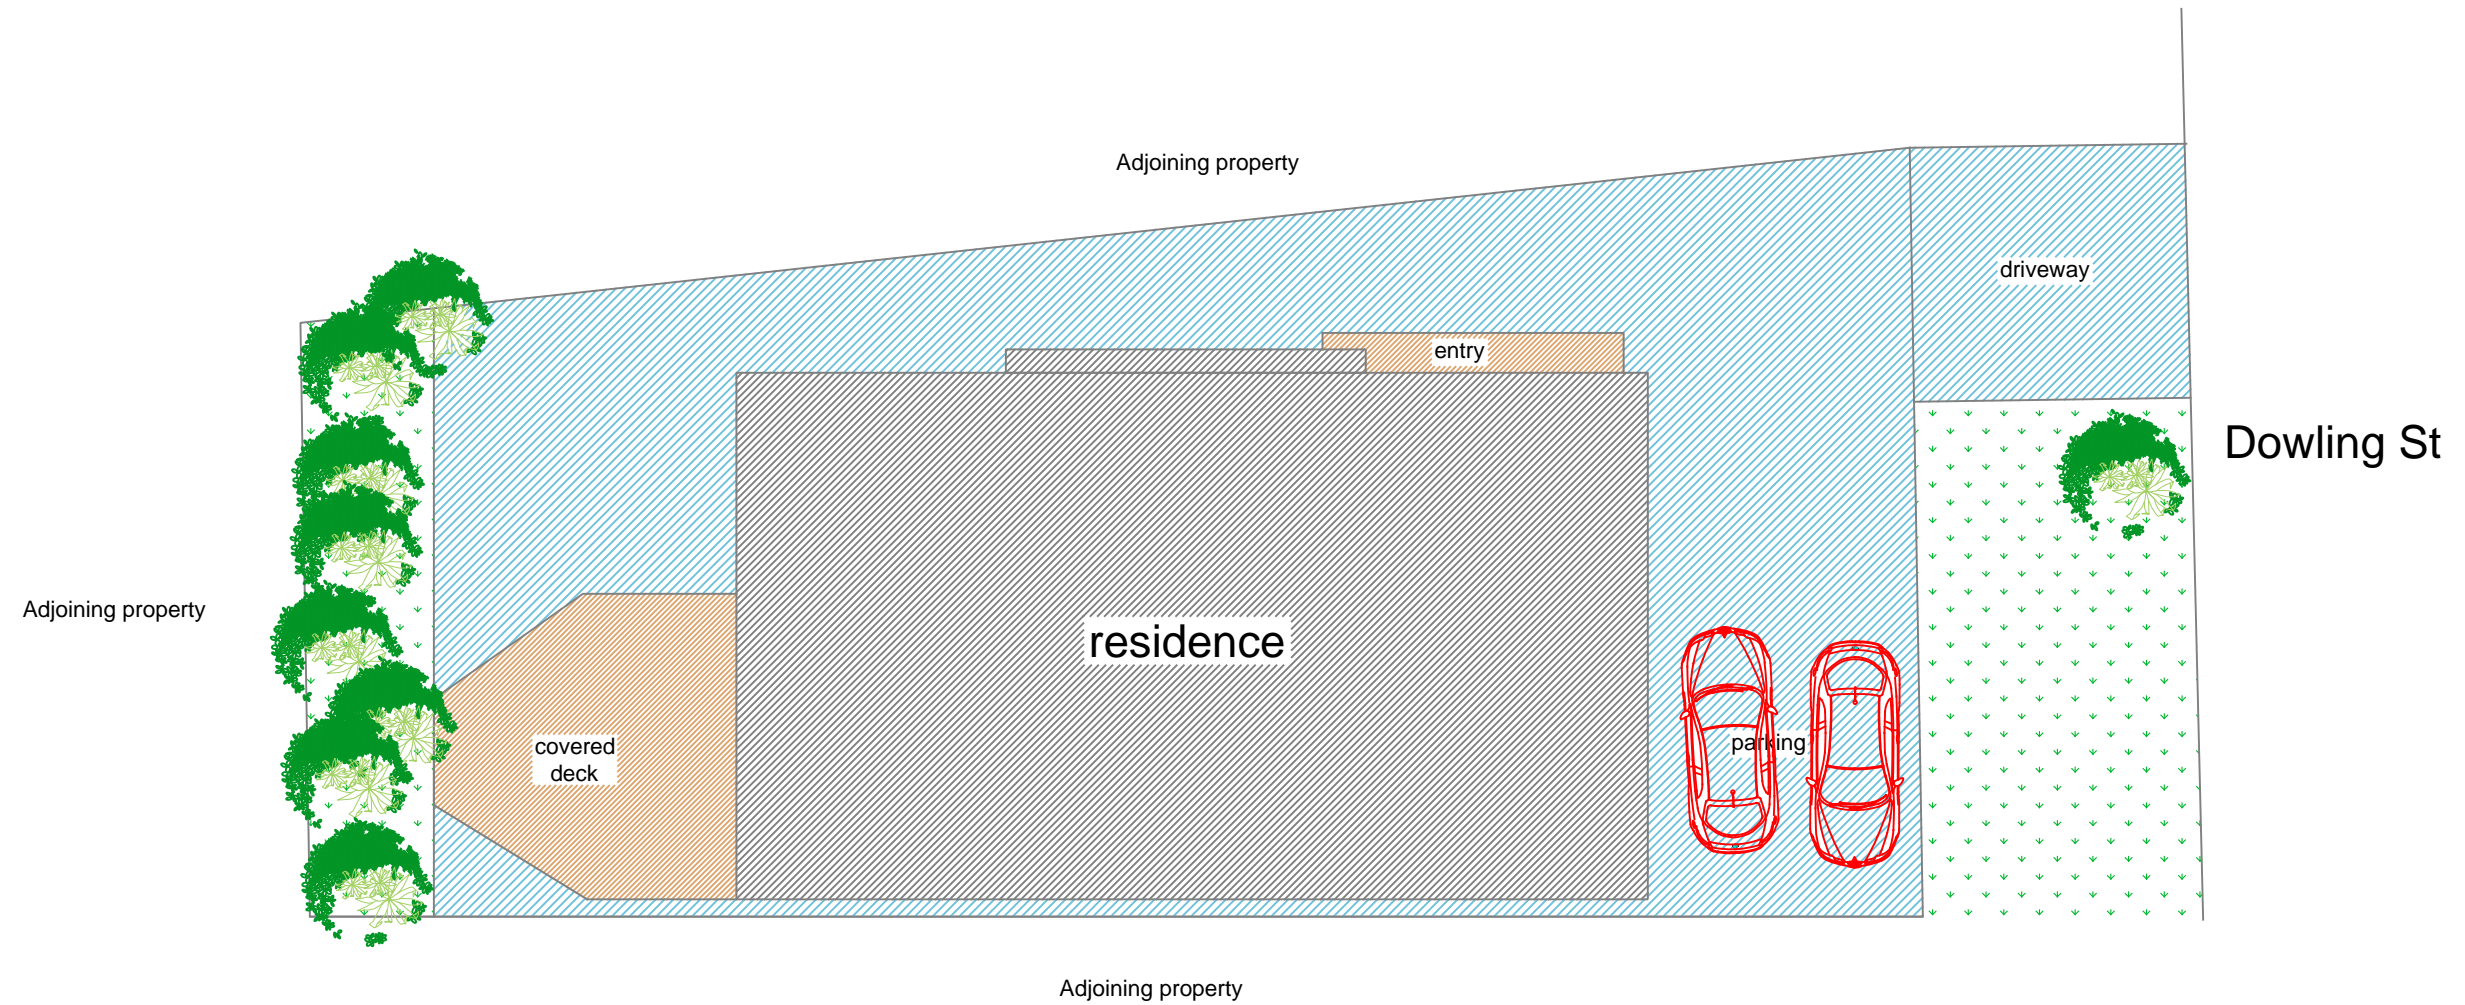 Adjoining property
driveway
entry
Dowling St
Adjoining property
residence
covered
deck
parking
Adjoining property